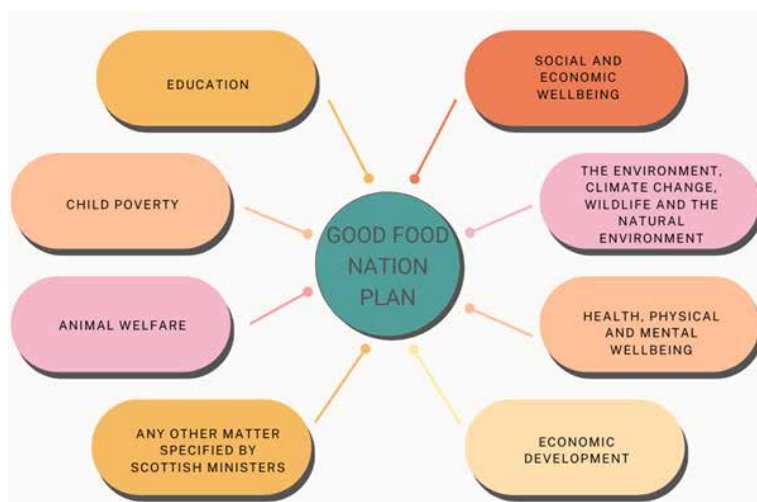 EDUCATION
SOCIAL AND
ECONOMIC
WELLBEING
CHILD POVERTY
THE ENVIRONMENT,
CLIMATE CHANGE,
WILDLIFE AND THE
NATURAL
ENVIRONMENT
GOOD FOOD
NATION
PLAN
ANIMAL WELFARE
HEALTH, PHYSICAL
AND MENTAL
WELLBEING
ANY OTHER MATTER
SPECIFIED BY
SCOTTISH MINISTERS
ECONOMIC
DEVELOPMENT